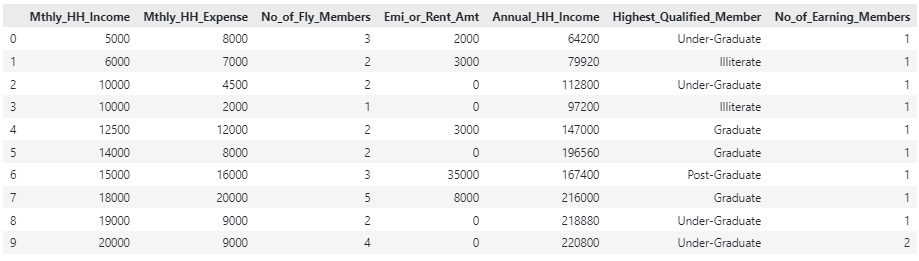 Mthly_HH_Income Mthly_HH_Expense No_of_Fly_Members Emi_or_Rent_Amt Annual_HH_Income Highest_Qualified_Member No_of_Earning_Members
0 5000 8000 3 2000 64200 Under-Graduate 1
1 6000 7000 2 3000 79920 Illiterate 1
2 10000 4500 2 0 112800 Under-Graduate 1
3 10000 2000 1 0 97200 Illiterate 1
4 12500 12000 2 3000 147000 Graduate 1
5 14000 8000 2 0 196560 Graduate 1
6 15000 16000 3 35000 167400 Post-Graduate 1
7 18000 20000 5 8000 216000 Graduate 1
8 19000 9000 2 0 218880 Under-Graduate 1
9 20000 9000 4 0 220800 Under-Graduate 2